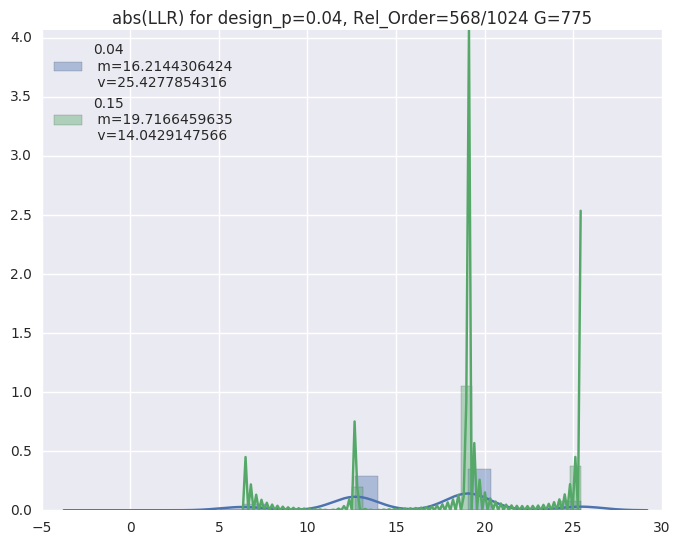 abs(LLR) for design_p=0.04, Rel_Order=568/1024 G=775
0.04
m=16.2144306424
v=25.4277854316
0.15
m=19.7166459635
v=14.0429147566
4.0
3.5
3.0
2.5
2.0
1.5
1.0
0.5
0.0
−5 0 5 10 15 20 25 30